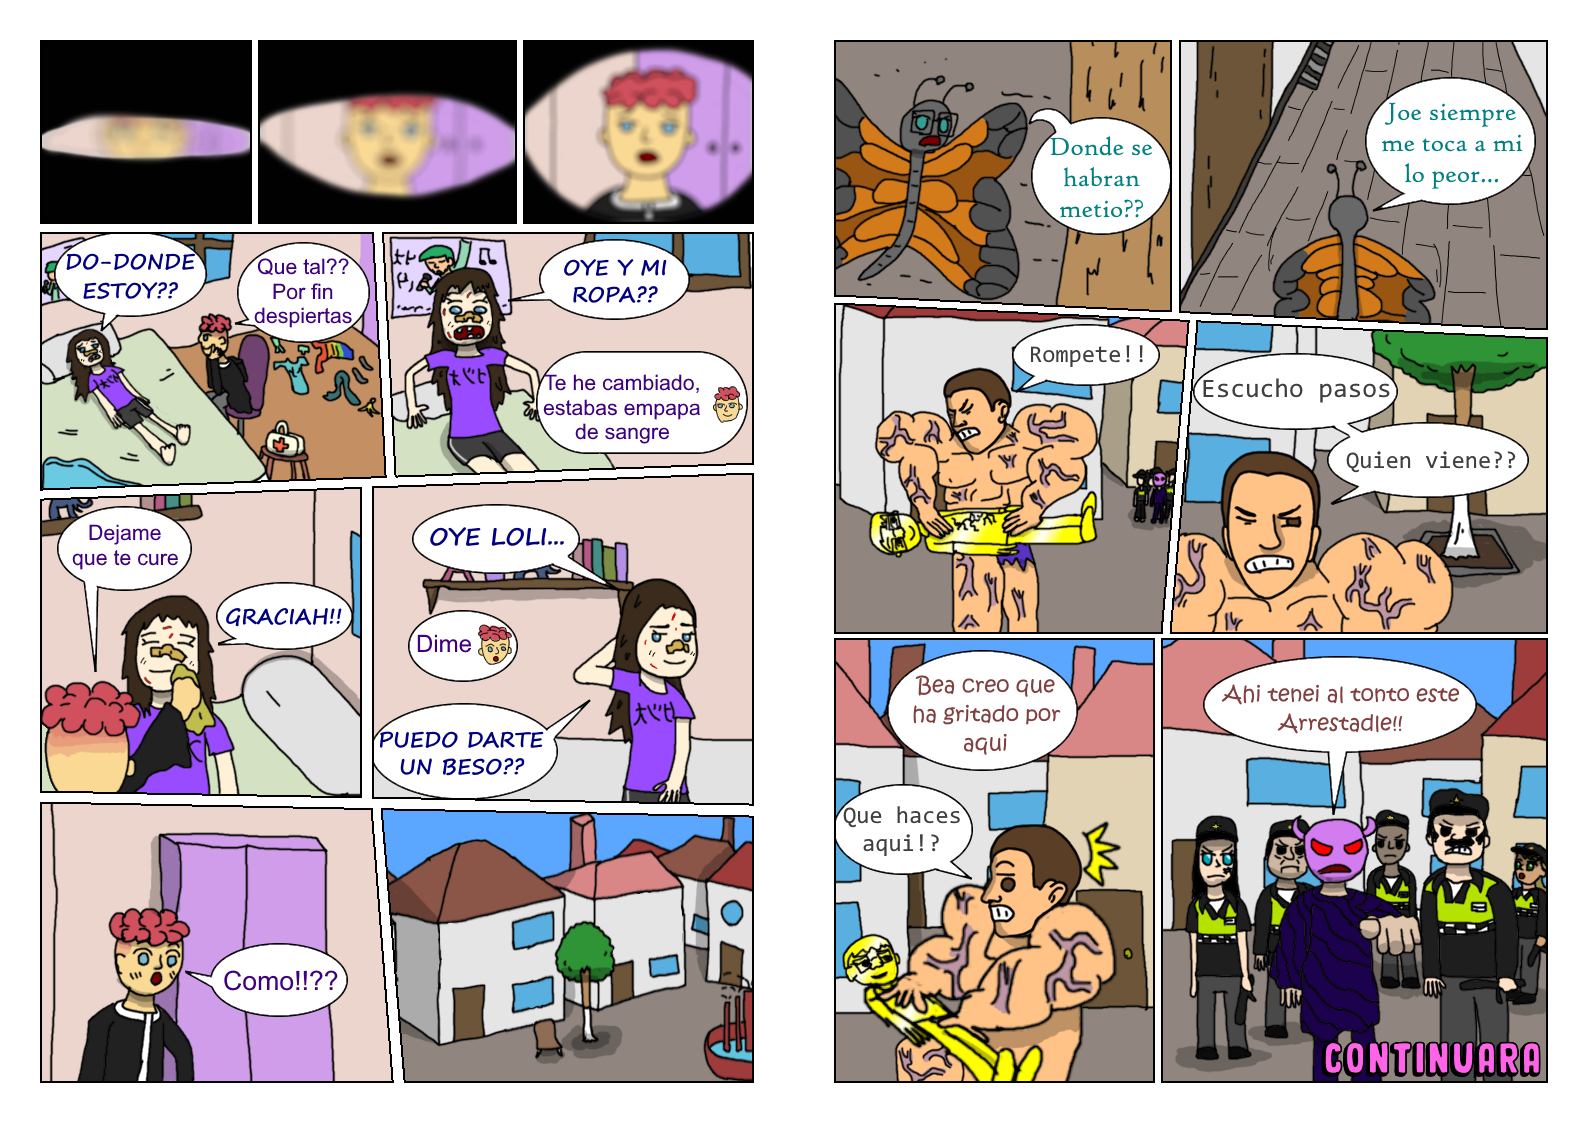 DO-DONDE
ESTOY??
Que tal??
Por fin
despiertas
OYE Y MI
ROPA??
Te he cambiado,
estabas empapa
de sangre
Dejame
que te cure
GRACIAH!!
OYE LOLI...
Dime
PUEDO DARTE
UN BESO??
Como!!??
Donde se
habran
metio??
Joe siempre
me toca a mi
lo peor...
Rompete!!
Escucho pasos
Quien viene??
Bea creo que
ha gritado por
aqui
Que haces
aqui!?
Ahi tenei al tonto este
Arrestadle!!
CONTINUARA